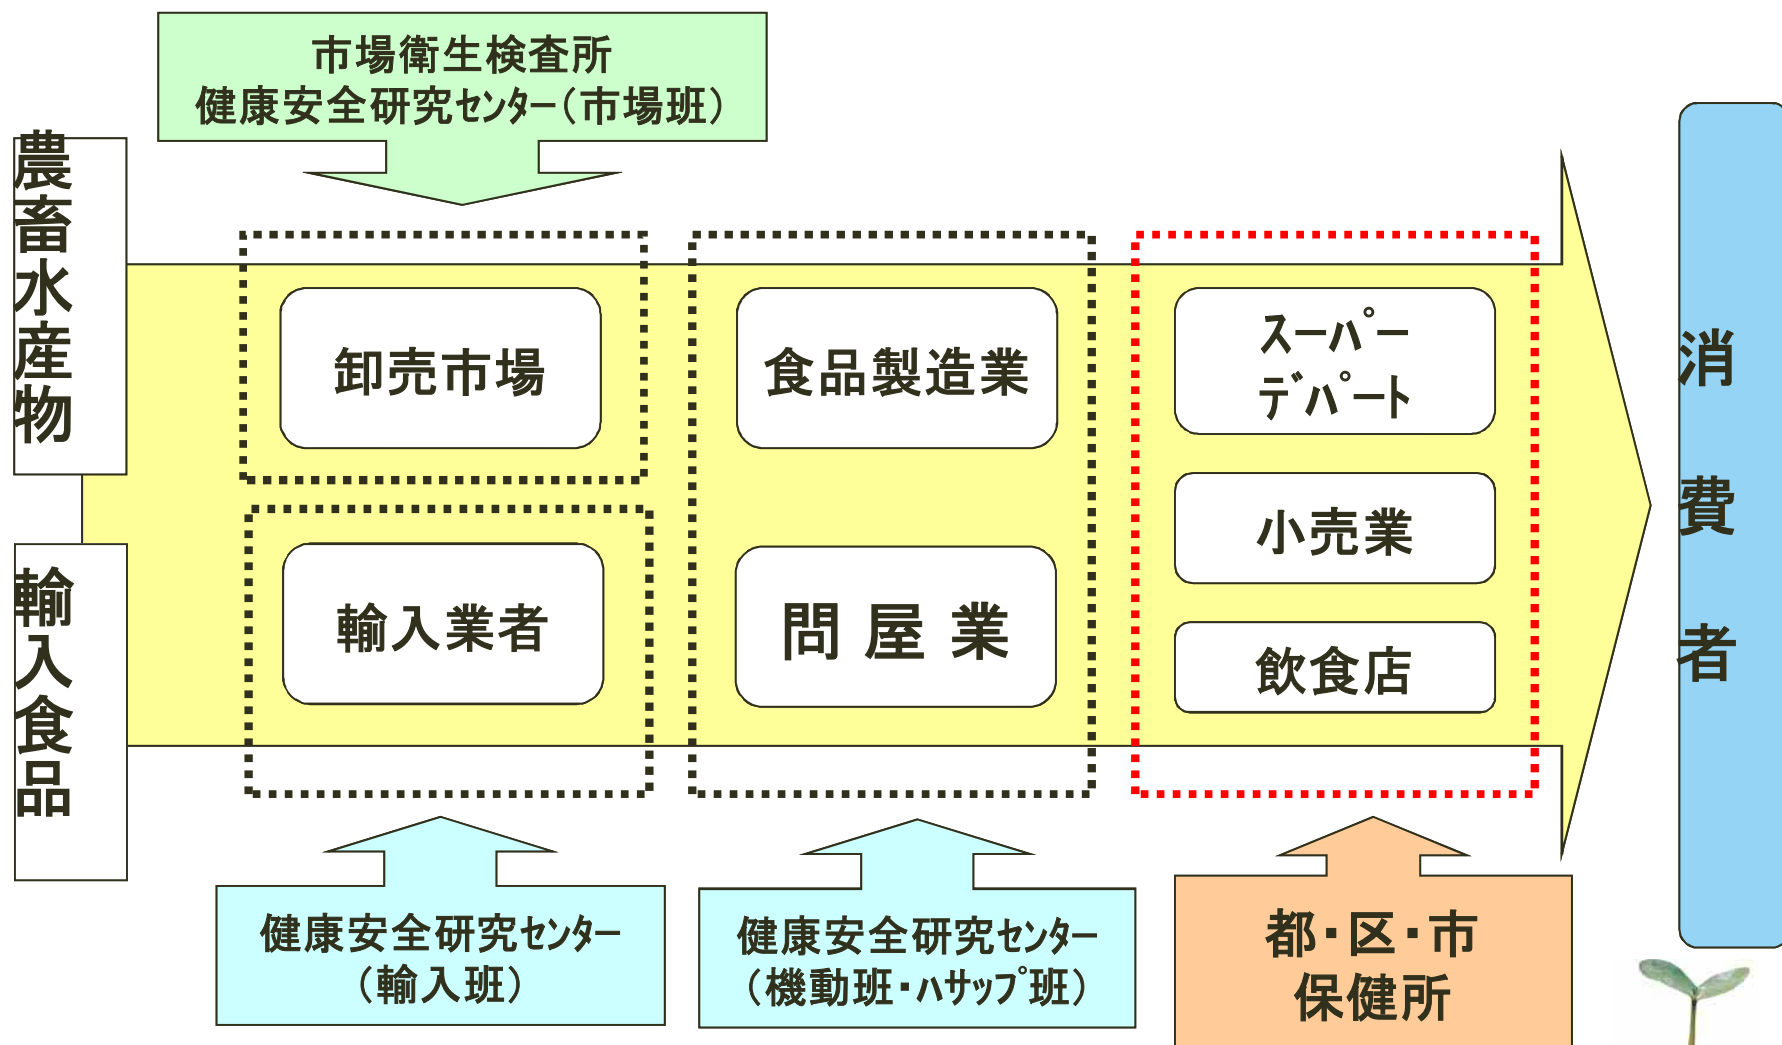 市場衛生検査所
健康安全研究ｾﾝﾀｰ（市場班）
農畜水産物
輸入食品
卸売市場
輸入業者
食品製造業
問屋業
ｽｰﾊﾟｰ
ﾃﾞﾊﾟｰﾄ
小売業
飲食店
消費者
健康安全研究ｾﾝﾀｰ
（輸入班）
健康安全研究ｾﾝﾀｰ
（機動班・ﾊｻｯﾌﾟ班）
都・区・市
保健所